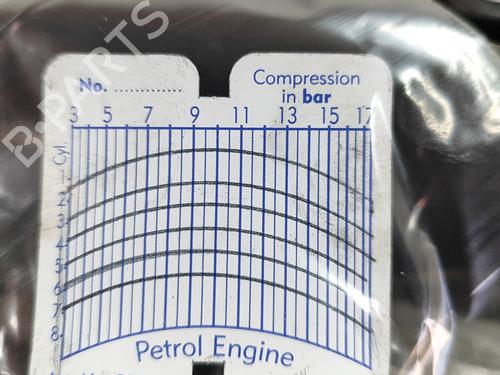 B-PARTS
No. ............
Compression
in bar
3 5 7 9 11 13 15 17
Cyl.
1
2
3
4
5
6
7
8
Petrol Engine